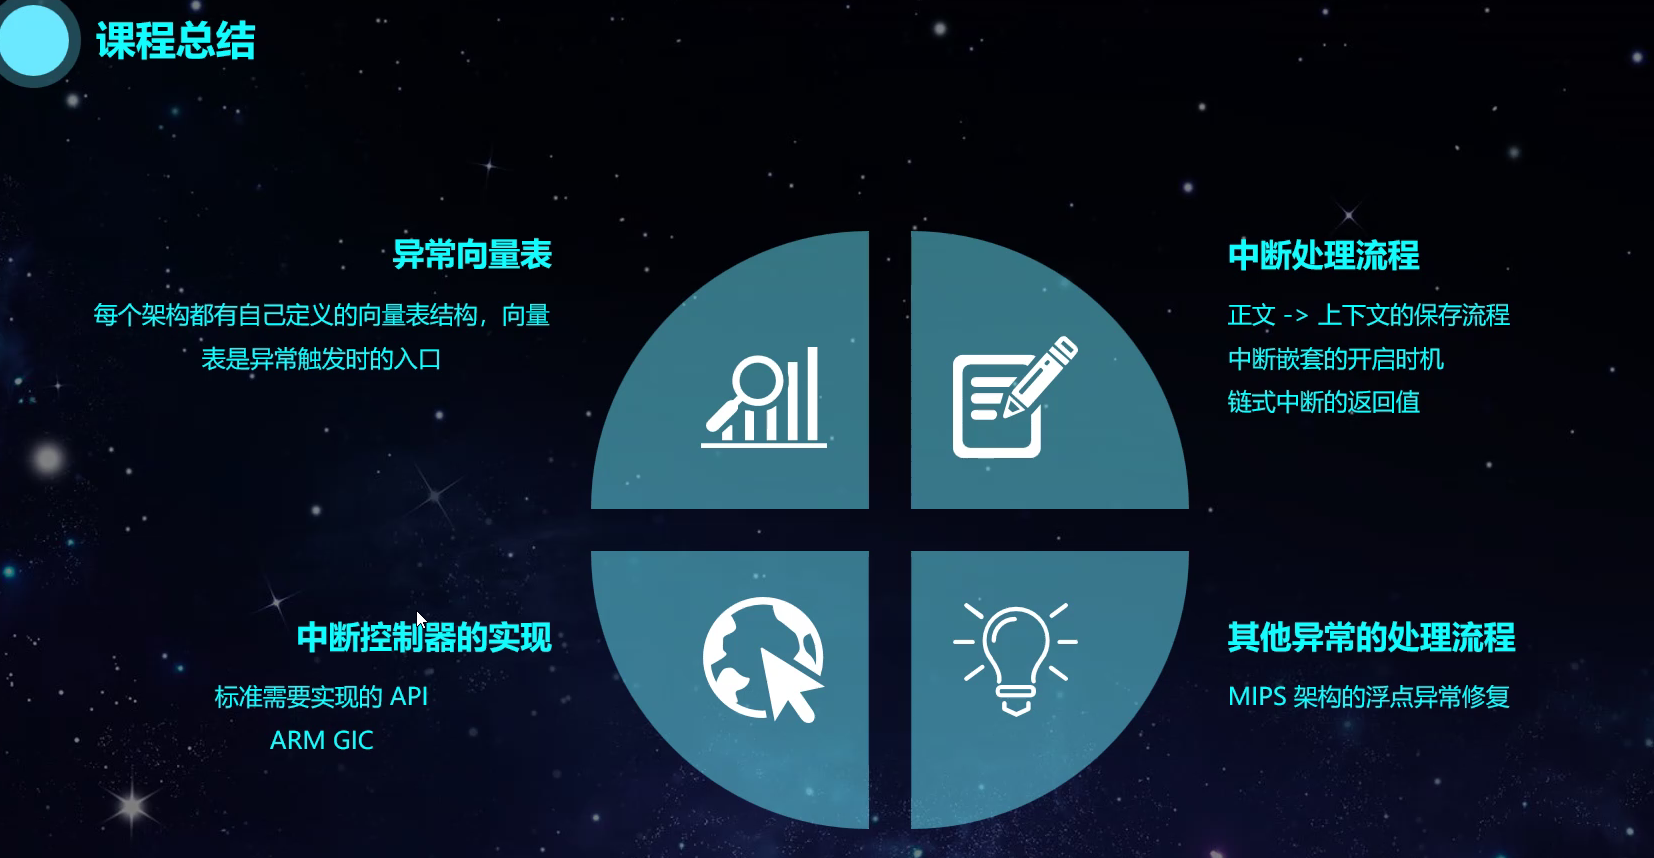 课程总结
异常向量表
每个架构都有自己定义的向量表结构，向量
表是异常触发时的入口
中断处理流程
正文 -> 上下文的保存流程
中断嵌套的开启时机
链式中断的返回值
中断控制器的实现
标准需要实现的 API
ARM GIC
其他异常的处理流程
MIPS 架构的浮点异常修复